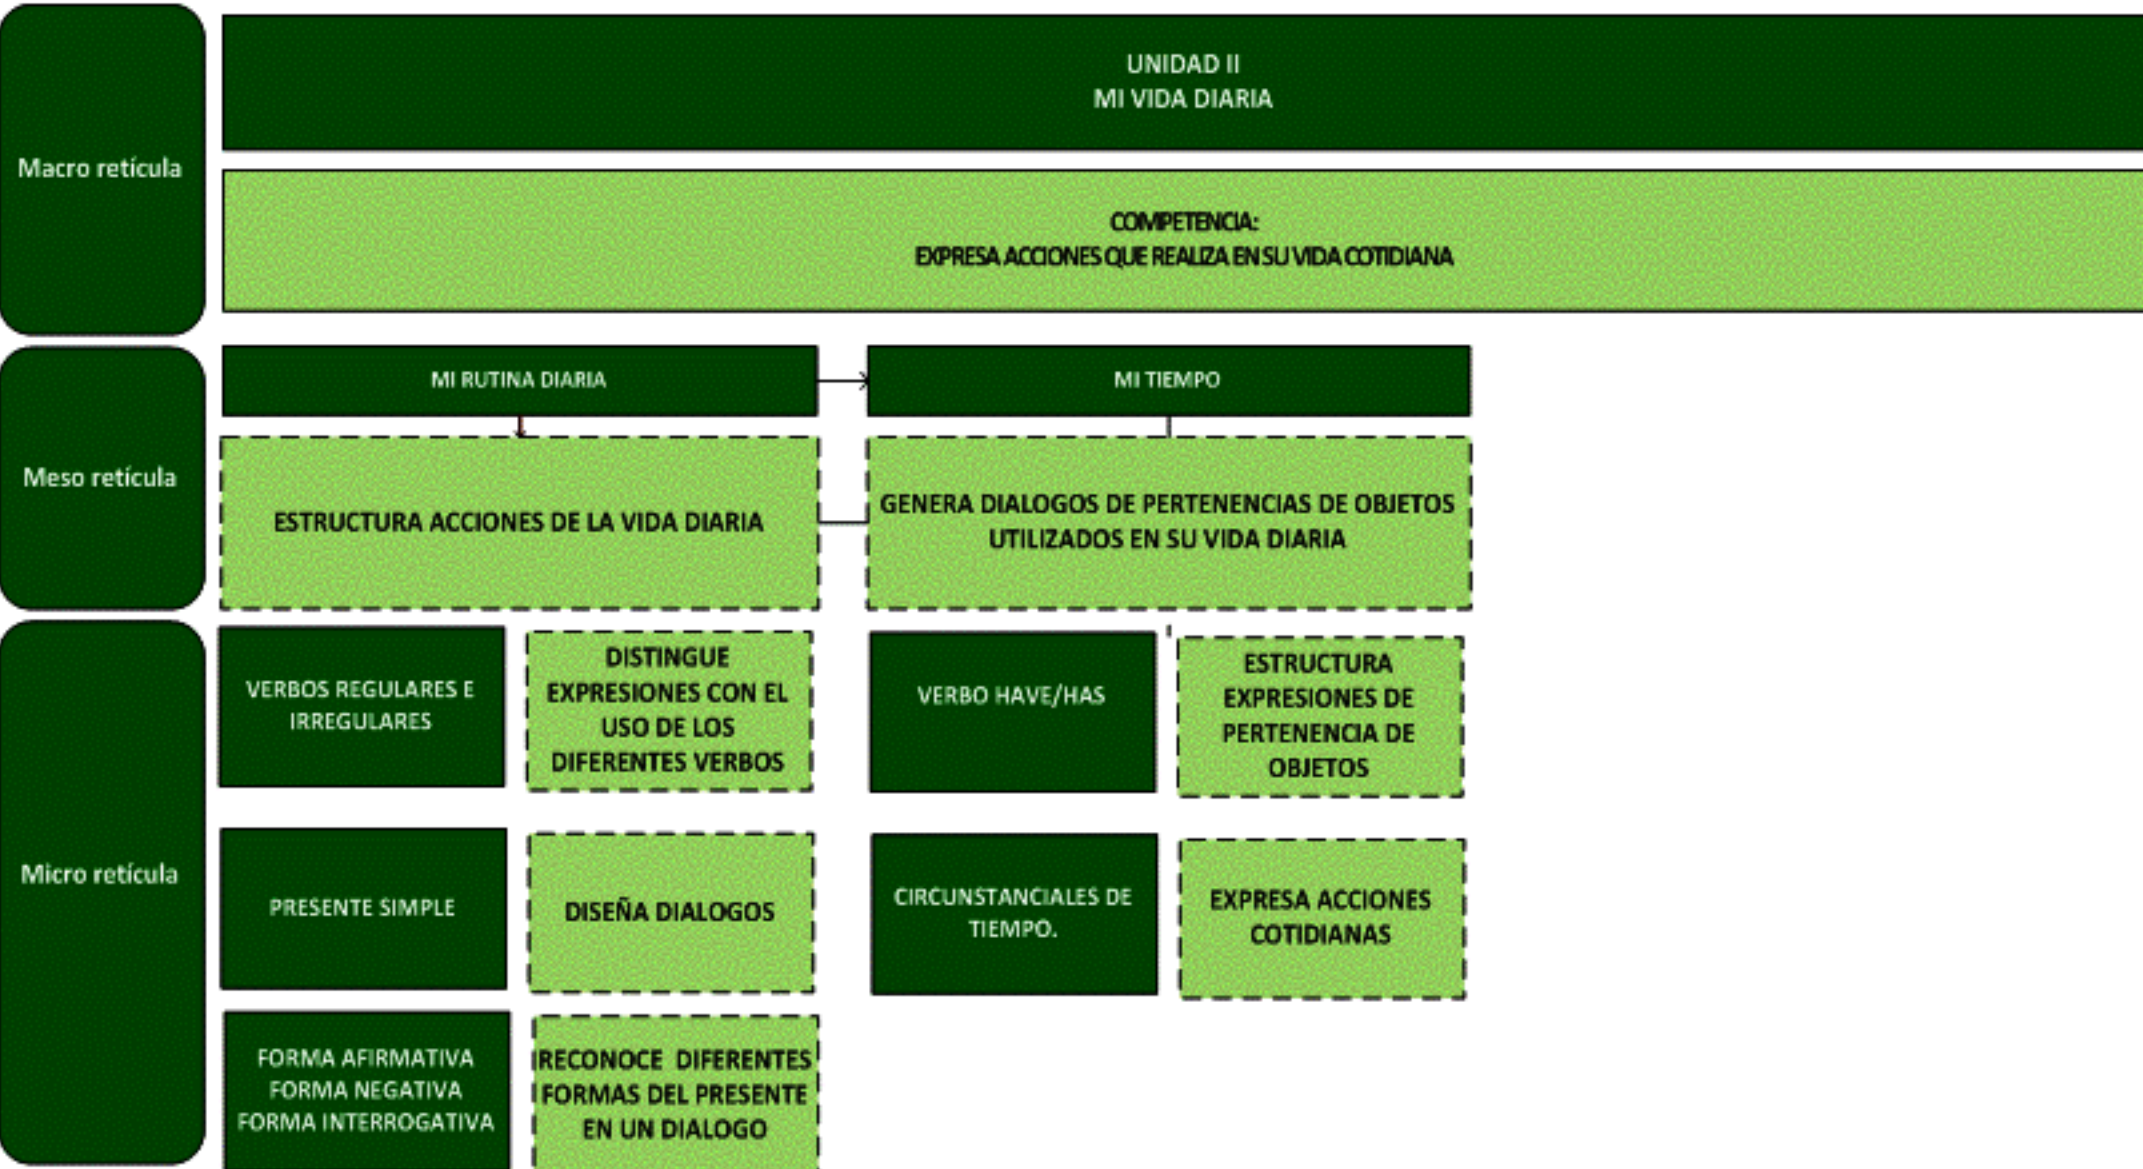 Macro retícula
UNIDAD II
MI VIDA DIARIA
COMPETENCIA:
EXPRESA ACCIONES QUE REALIZA EN SU VIDA COTIDIANA
Meso retícula
MI RUTINA DIARIA
MI TIEMPO
ESTRUCTURA ACCIONES DE LA VIDA DIARIA
GENERA DIALOGOS DE PERTENENCIAS DE OBJETOS
UTILIZADOS EN SU VIDA DIARIA
Micro retícula
VERBOS REGULARES E
IRREGULARES
DISTINGUE
EXPRESIONES CON EL
USO DE LOS
DIFERENTES VERBOS
VERBO HAVE/HAS
ESTRUCTURA
EXPRESIONES DE
PERTENENCIA DE
OBJETOS
PRESENTE SIMPLE
DISEÑA DIALOGOS
CIRCUNSTANCIALES DE
TIEMPO.
EXPRESA ACCIONES
COTIDIANAS
FORMA AFIRMATIVA
FORMA NEGATIVA
FORMA INTERROGATIVA
RECONOCE DIFERENTES
FORMAS DEL PRESENTE
EN UN DIALOGO